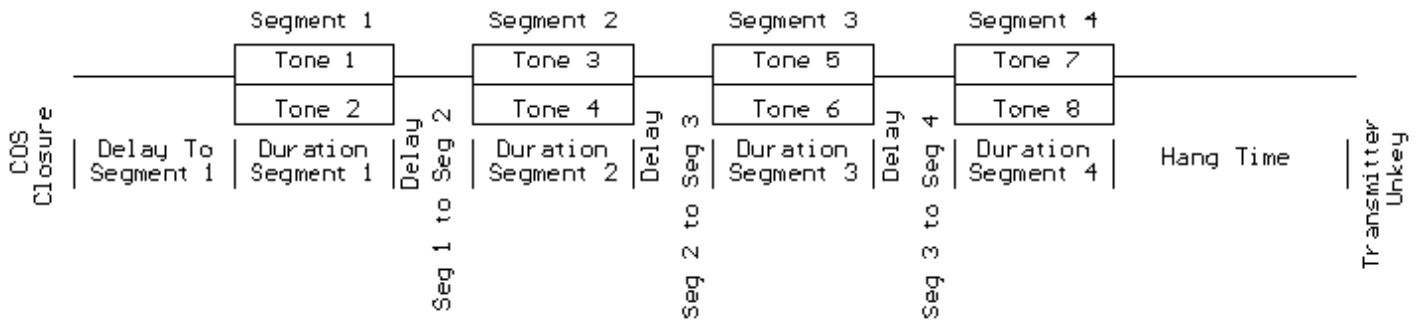 Segment 1
Segment 2
Segment 3
Segment 4
Tone 1
Tone 3
Tone 5
Tone 7
Tone 2
Tone 4
Tone 6
Tone 8
COS
Closure
Delay To
Segment 1
Duration
Segment 1
Delay
Seg 1 to Seg 2
Duration
Segment 2
Delay
Seg 2 to Seg 3
Duration
Segment 3
Delay
Seg 3 to Seg 4
Duration
Segment 4
Hang Time
Transmitter
Unkey